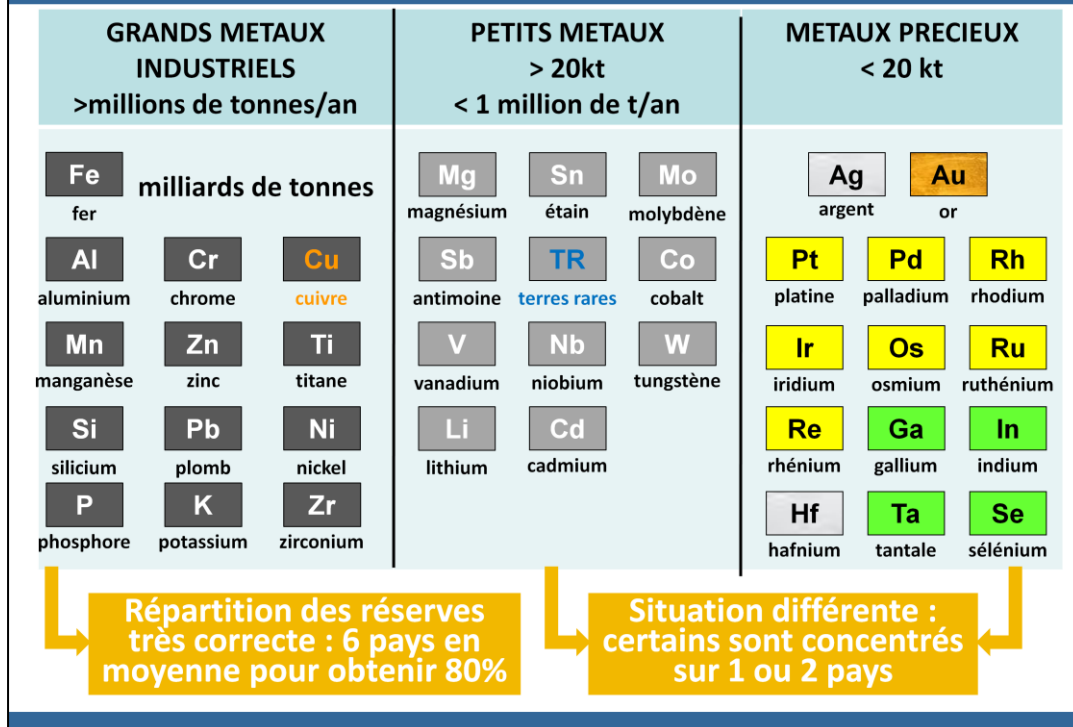 GRANDS METAUX
INDUSTRIELS
>millions de tonnes/an
PETITS METAUX
> 20kt
< 1 million de t/an
METAUX PRECIEUX
< 20 kt
Fe
milliards de tonnes
fer
Al Cr Cu
aluminium chrome cuivre
Mn Zn Ti
manganèse zinc titane
Si Pb Ni
silicium plomb nickel
P K Zr
phosphore potassium zirconium
Mg Sn Mo
magnésium étain molybdène
Sb TR Co
antimoine terres rares cobalt
V Nb W
vanadium niobium tungstène
Li Cd
lithium cadmium
Ag Au
argent or
Pt Pd Rh
platine palladium rhodium
Ir Os Ru
iridium osmium ruthénium
Re Ga In
rhénium gallium indium
Hf Ta Se
hafnium tantale sélénium
Répartition des réserves
très correcte : 6 pays en
moyenne pour obtenir 80%
Situation différente :
certains sont concentrés
sur 1 ou 2 pays